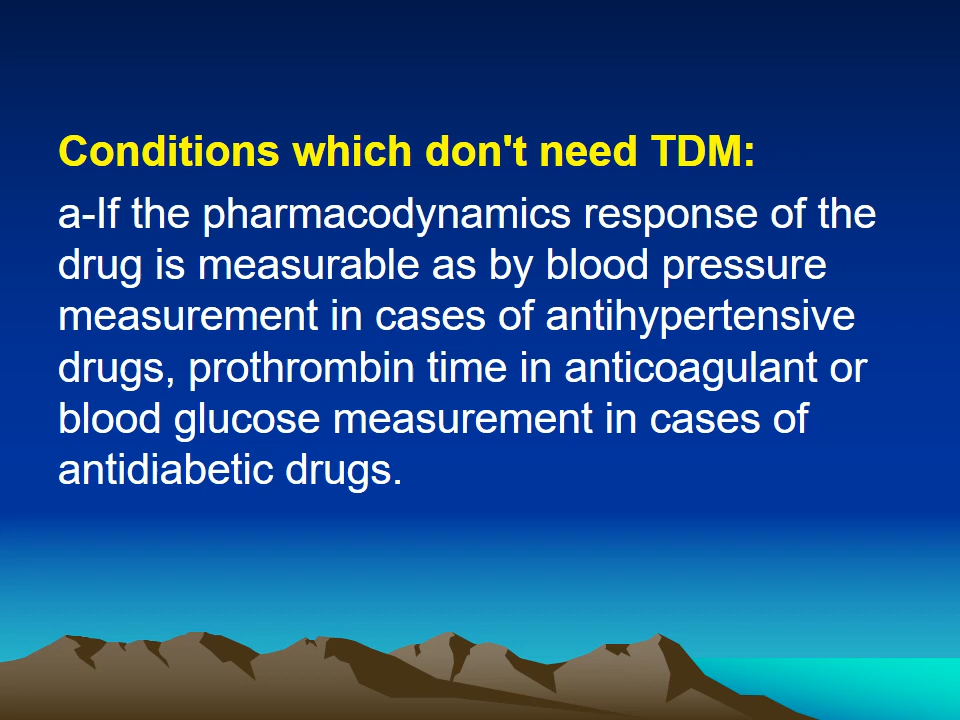 Conditions which don't need TDM:
a-If the pharmacodynamics response of the
drug is measurable as by blood pressure
measurement in cases of antihypertensive
drugs, prothrombin time in anticoagulant or
blood glucose measurement in cases of
antidiabetic drugs.